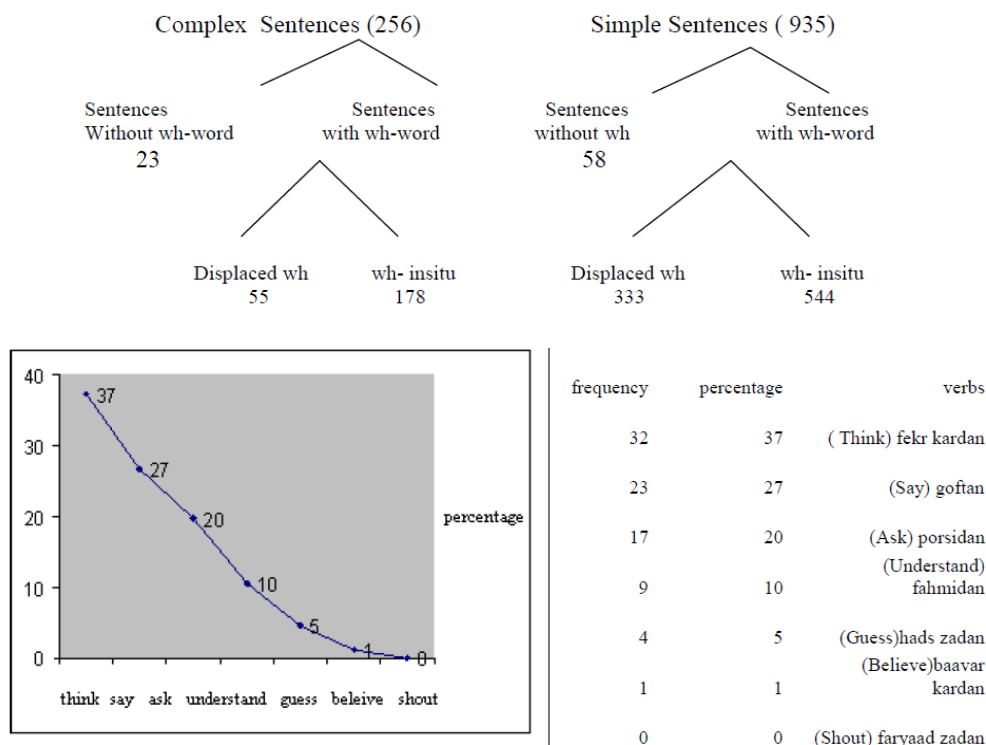 Complex Sentences (256)
Simple Sentences ( 935)
Sentences
Without wh-word
23
Sentences
with wh-word
Sentences
without wh
58
Sentences
with wh-word
Displaced wh
55
wh- insitu
178
Displaced wh
333
wh- insitu
544
40
30
20
10
0
37
27
20
10
5
1
0
percentage
think say ask understand guess beleive shout
frequency percentage verbs
32 37 ( Think) fekr kardan
23 27 (Say) goftan
17 20 (Ask) porsidan
(Understand)
9 10 fahmidan
4 5 (Guess)hads zadan
(Believe)baavar
1 1 kardan
0 0 (Shout) faryaad zadan